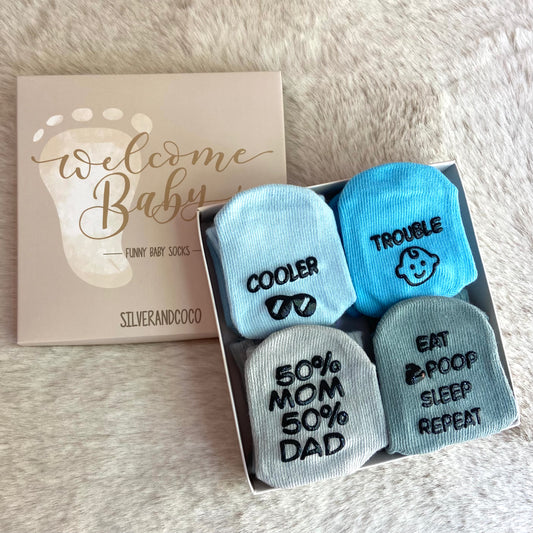 welcome
Baby
FUNNY BABY SOCKS
SILVERANDCOCO
COOLER
TROUBLE
50%
MOM
50%
DAD
EAT
POOP
SLEEP
REPEAT